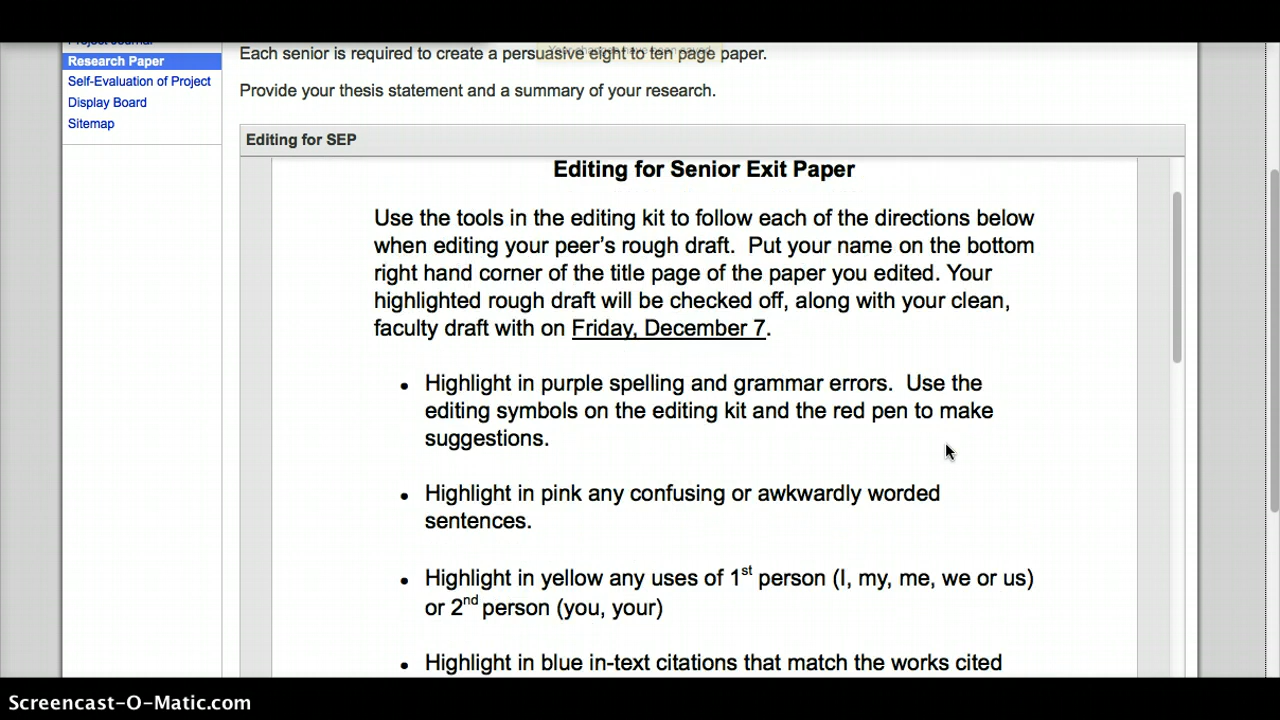 Project Journal
Research Paper
Self-Evaluation of Project
Display Board
Sitemap
Each senior is required to create a persuasive eight to ten page paper.
Provide your thesis statement and a summary of your research.
Editing for SEP
Editing for Senior Exit Paper
Use the tools in the editing kit to follow each of the directions below
when editing your peer’s rough draft.  Put your name on the bottom
right hand corner of the title page of the paper you edited. Your
highlighted rough draft will be checked off, along with your clean,
faculty draft with on Friday, December 7.
• Highlight in purple spelling and grammar errors.  Use the
editing symbols on the editing kit and the red pen to make
suggestions.
• Highlight in pink any confusing or awkwardly worded
sentences.
• Highlight in yellow any uses of 1st person (I, my, me, we or us)
or 2nd person (you, your)
• Highlight in blue in-text citations that match the works cited
Screencast-O-Matic.com